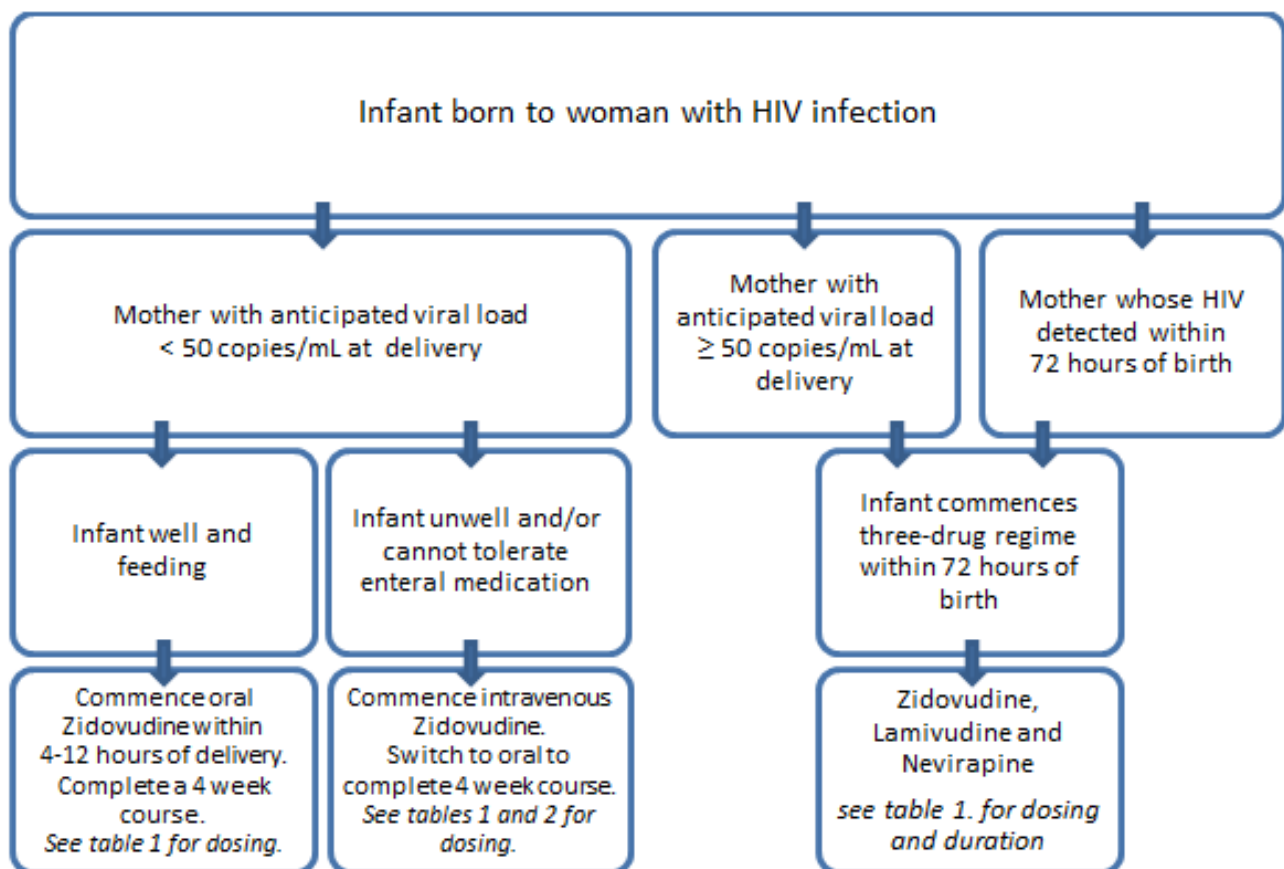 Infant born to woman with HIV infection
Mother with anticipated viral load
< 50 copies/mL at delivery
Mother with
anticipated viral load
≥ 50 copies/mL at
delivery
Mother whose HIV
detected within
72 hours of birth
Infant well and
feeding
Infant unwell and/or
cannot tolerate
enteral medication
Infant commences
three-drug regime
within 72 hours of
birth
Commence oral
Zidovudine within
4-12 hours of delivery.
Complete a 4 week
course.
See table 1 for dosing.
Commence intravenous
Zidovudine.
Switch to oral to
complete 4 week course.
See tables 1 and 2 for
dosing.
Zidovudine,
Lamivudine and
Nevirapine
see table 1. for dosing
and duration